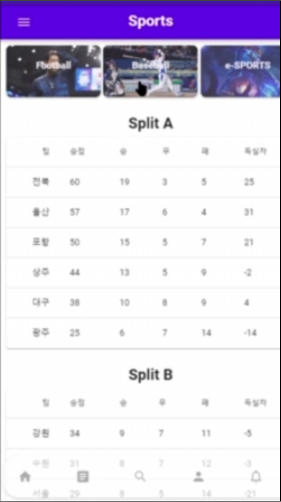 Sports
Football
Baseball
e-SPORTS
Split A
팀 승점 승 무 패 득실차
전북 60 19 3 5 25
울산 57 17 6 4 31
포항 50 15 5 7 21
상주 44 13 5 9 -2
대구 38 10 8 9 4
광주 25 6 7 14 -14
Split B
팀 승점 승 무 패 득실차
강원 34 9 7 11 -5
수원 31 8 7 12 -3
서울 29 8 5 14 -21